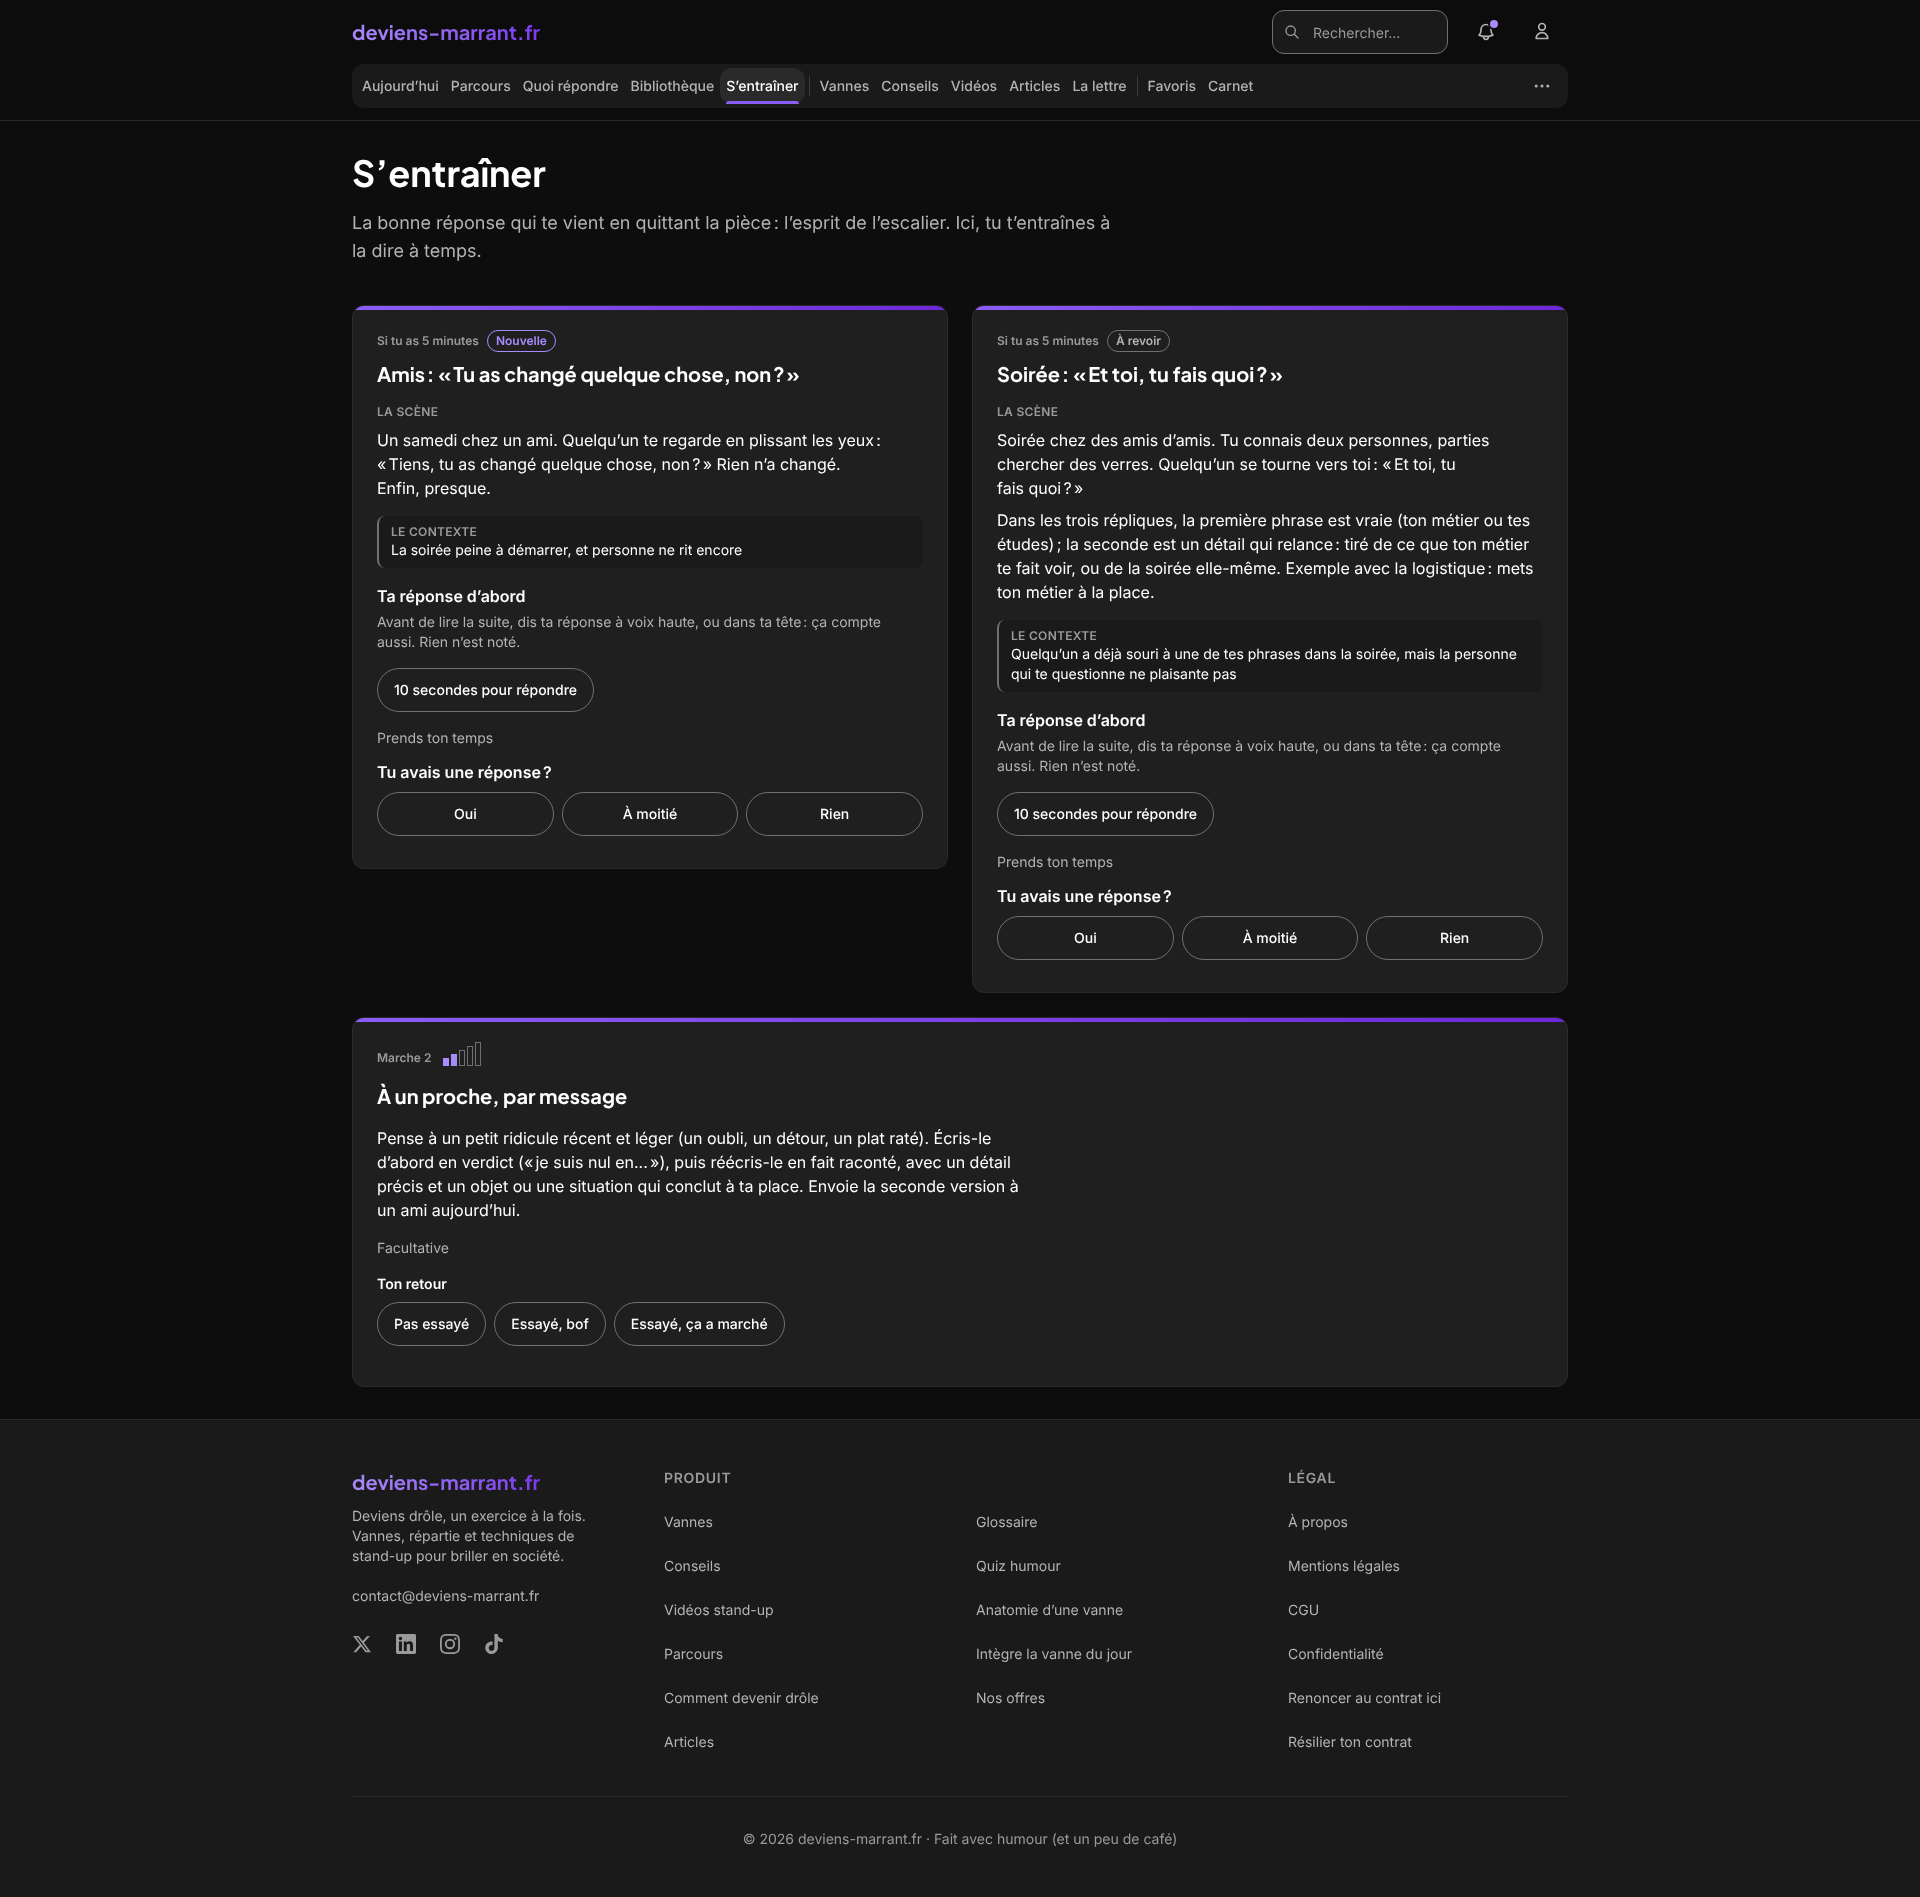 deviens-marrant.fr
Rechercher...
Aujourd’hui Parcours Quoi répondre Bibliothèque S’entraîner Vannes Conseils Vidéos Articles La lettre Favoris Carnet
S’entraîner
La bonne réponse qui te vient en quittant la pièce : l’esprit de l’escalier. Ici, tu t’entraînes à
la dire à temps.
Si tu as 5 minutes Nouvelle
Amis : « Tu as changé quelque chose, non ? »
LA SCÈNE
Un samedi chez un ami. Quelqu’un te regarde en plissant les yeux :
« Tiens, tu as changé quelque chose, non ? » Rien n’a changé.
Enfin, presque.
LE CONTEXTE
La soirée peine à démarrer, et personne ne rit encore
Ta réponse d’abord
Avant de lire la suite, dis ta réponse à voix haute, ou dans ta tête : ça compte
aussi. Rien n’est noté.
10 secondes pour répondre
Prends ton temps
Tu avais une réponse ?
Oui À moitié Rien
Si tu as 5 minutes À revoir
Soirée : « Et toi, tu fais quoi ? »
LA SCÈNE
Soirée chez des amis d’amis. Tu connais deux personnes, parties
chercher des verres. Quelqu’un se tourne vers toi : « Et toi, tu
fais quoi ? »
Dans les trois répliques, la première phrase est vraie (ton métier ou tes
études) ; la seconde est un détail qui relance : tiré de ce que ton métier
te fait voir, ou de la soirée elle-même. Exemple avec la logistique : mets
ton métier à la place.
LE CONTEXTE
Quelqu’un a déjà souri à une de tes phrases dans la soirée, mais la personne
qui te questionne ne plaisante pas
Ta réponse d’abord
Avant de lire la suite, dis ta réponse à voix haute, ou dans ta tête : ça compte
aussi. Rien n’est noté.
10 secondes pour répondre
Prends ton temps
Tu avais une réponse ?
Oui À moitié Rien
Marche 2
À un proche, par message
Pense à un petit ridicule récent et léger (un oubli, un détour, un plat raté). Écris-le
d’abord en verdict (« je suis nul en... »), puis réécris-le en fait raconté, avec un détail
précis et un objet ou une situation qui conclut à ta place. Envoie la seconde version à
un ami aujourd’hui.
Facultative
Ton retour
Pas essayé Essayé, bof Essayé, ça a marché
deviens-marrant.fr
Deviens drôle, un exercice à la fois.
Vannes, répartie et techniques de
stand-up pour briller en société.
contact@deviens-marrant.fr
PRODUIT
Vannes
Conseils
Vidéos stand-up
Parcours
Comment devenir drôle
Articles
Glossaire
Quiz humour
Anatomie d’une vanne
Intègre la vanne du jour
Nos offres
LÉGAL
À propos
Mentions légales
CGU
Confidentialité
Renoncer au contrat ici
Résilier ton contrat
© 2026 deviens-marrant.fr · Fait avec humour (et un peu de café)